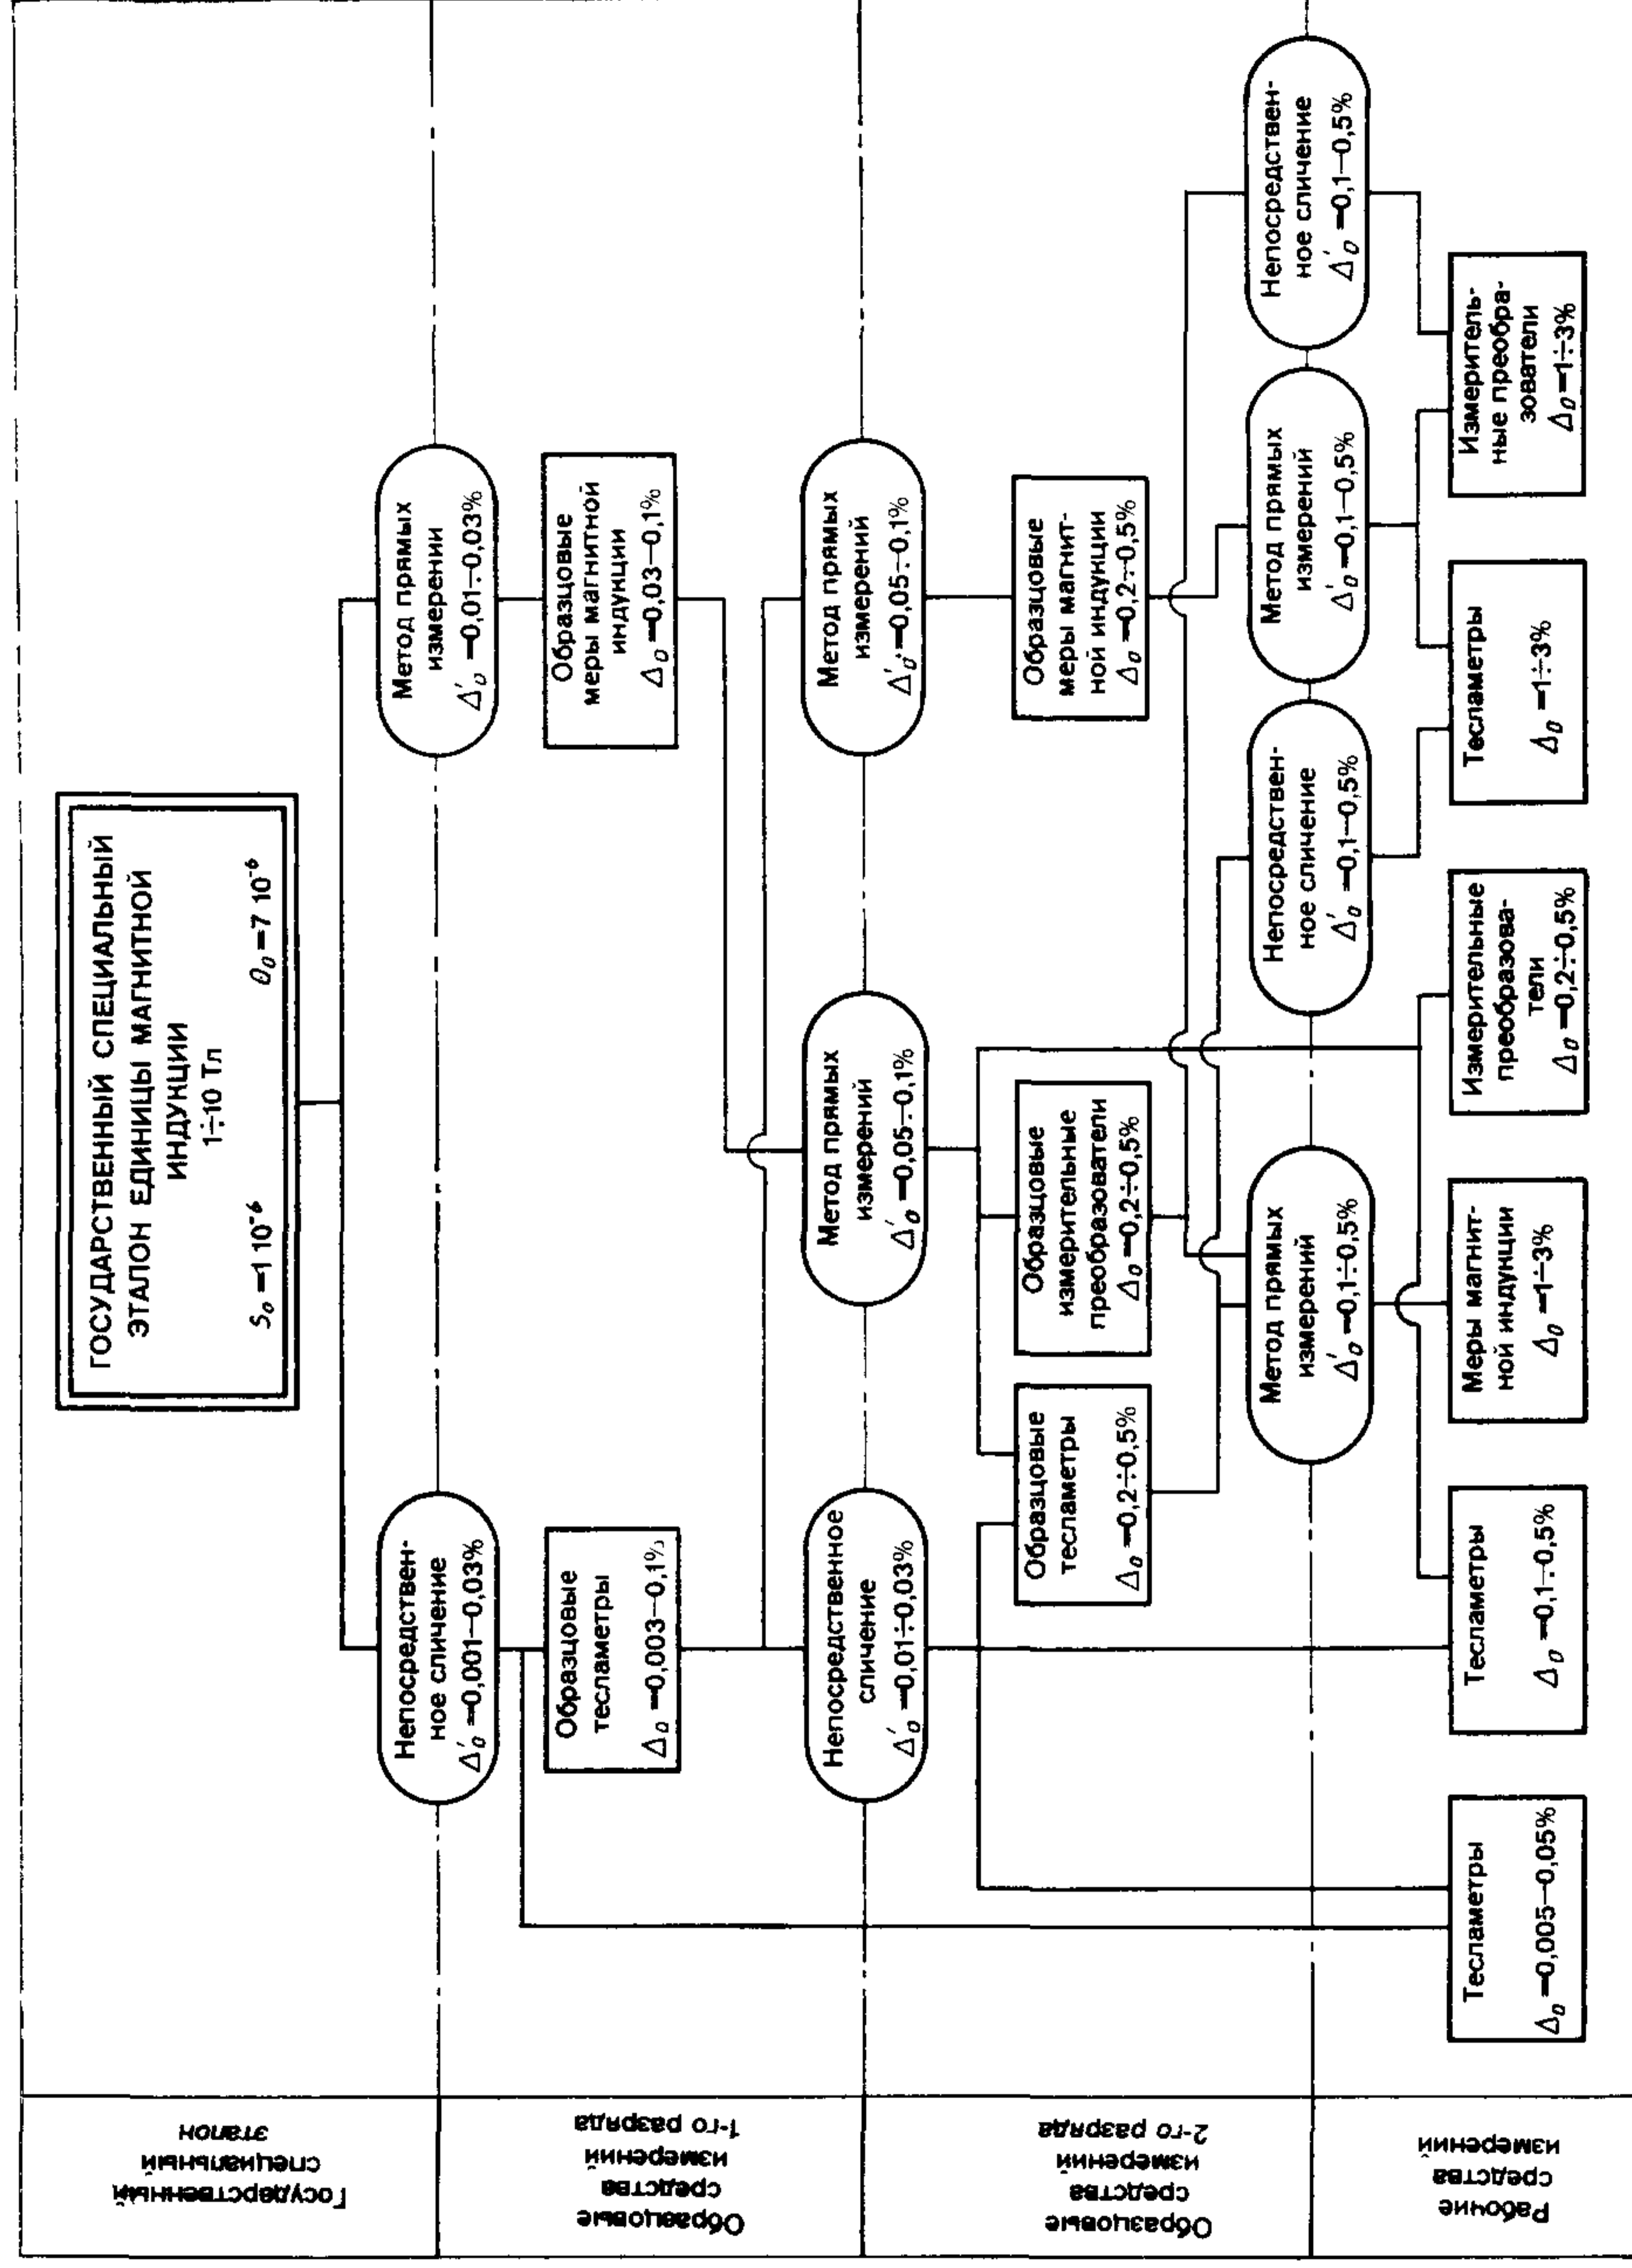 Государственный
специальный
эталон
ГОСУДАРСТВЕННЫЙ СПЕЦИАЛЬНЫЙ
ЭТАЛОН ЕДИНИЦЫ МАГНИТНОЙ
ИНДУКЦИИ
1÷10 Тл
S₀ =1 10⁻⁶ θ₀ =7 10⁻⁶
Непосредствен-
ное сличение
Δ'₀ =0,001÷0,03%
Метод прямых
измерении
Δ'₀ =0,01÷0,03%
Образцовые
средства
измерений
1-го разряда
Образцовые
тесламетры
Δ₀ =0,003÷0,1%
Образцовые
меры магнитной
индукции
Δ₀ =0,03÷0,1%
Непосредственное
сличение
Δ'₀ =0,01÷0,03%
Метод прямых
измерений
Δ'₀ =0,05÷0,1%
Метод прямых
измерений
Δ'₀ =0,05÷0,1%
Образцовые
средства
измерений
2-го разряда
Образцовые
тесламетры
Δ₀ =0,2÷0,5%
Образцовые
измерительные
преобразователи
Δ₀ =0,2÷0,5%
Образцовые
меры магнит-
ной индукции
Δ₀ =0,2÷0,5%
Метод прямых
измерений
Δ'₀ =0,1÷0,5%
Непосредствен-
ное сличение
Δ'₀ =0,1÷0,5%
Метод прямых
измерений
Δ'₀ =0,1÷0,5%
Непосредствен-
ное сличение
Δ'₀ =0,1÷0,5%
Рабочие
средства
измерений
Тесламетры
Δ₀ =0,005÷0,05%
Тесламетры
Δ₀ =0,1÷0,5%
Меры магнит-
ной индукции
Δ₀ =1÷3%
Измерительные
преобразова-
тели
Δ₀ =0,2÷0,5%
Тесламетры
Δ₀ =1÷3%
Измеритель-
ные преобра-
зователи
Δ₀ =1÷3%